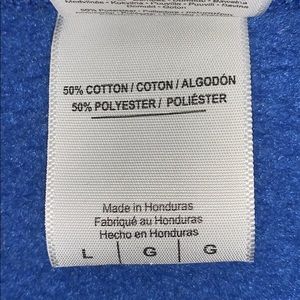 50% COTTON / COTON / ALGODÓN
50% POLYESTER / POLIÉSTER
Made in Honduras
Fabriqué au Honduras
Hecho en Honduras
L G G